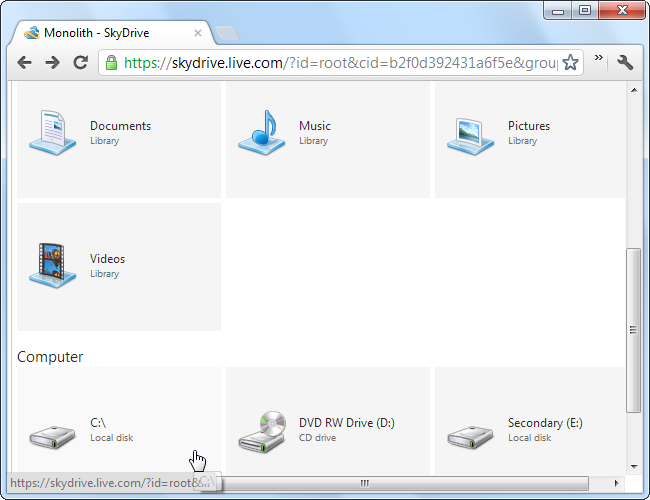 Monolith - SkyDrive
https://skydrive.live.com/?id=root&cid=b2f0d392431a6f5e&grou
Documents
Library
Music
Library
Pictures
Library
Videos
Library
Computer
C:\
Local disk
DVD RW Drive (D:)
CD drive
Secondary (E:)
Local disk
https://skydrive.live.com/?id=root&...
C:\